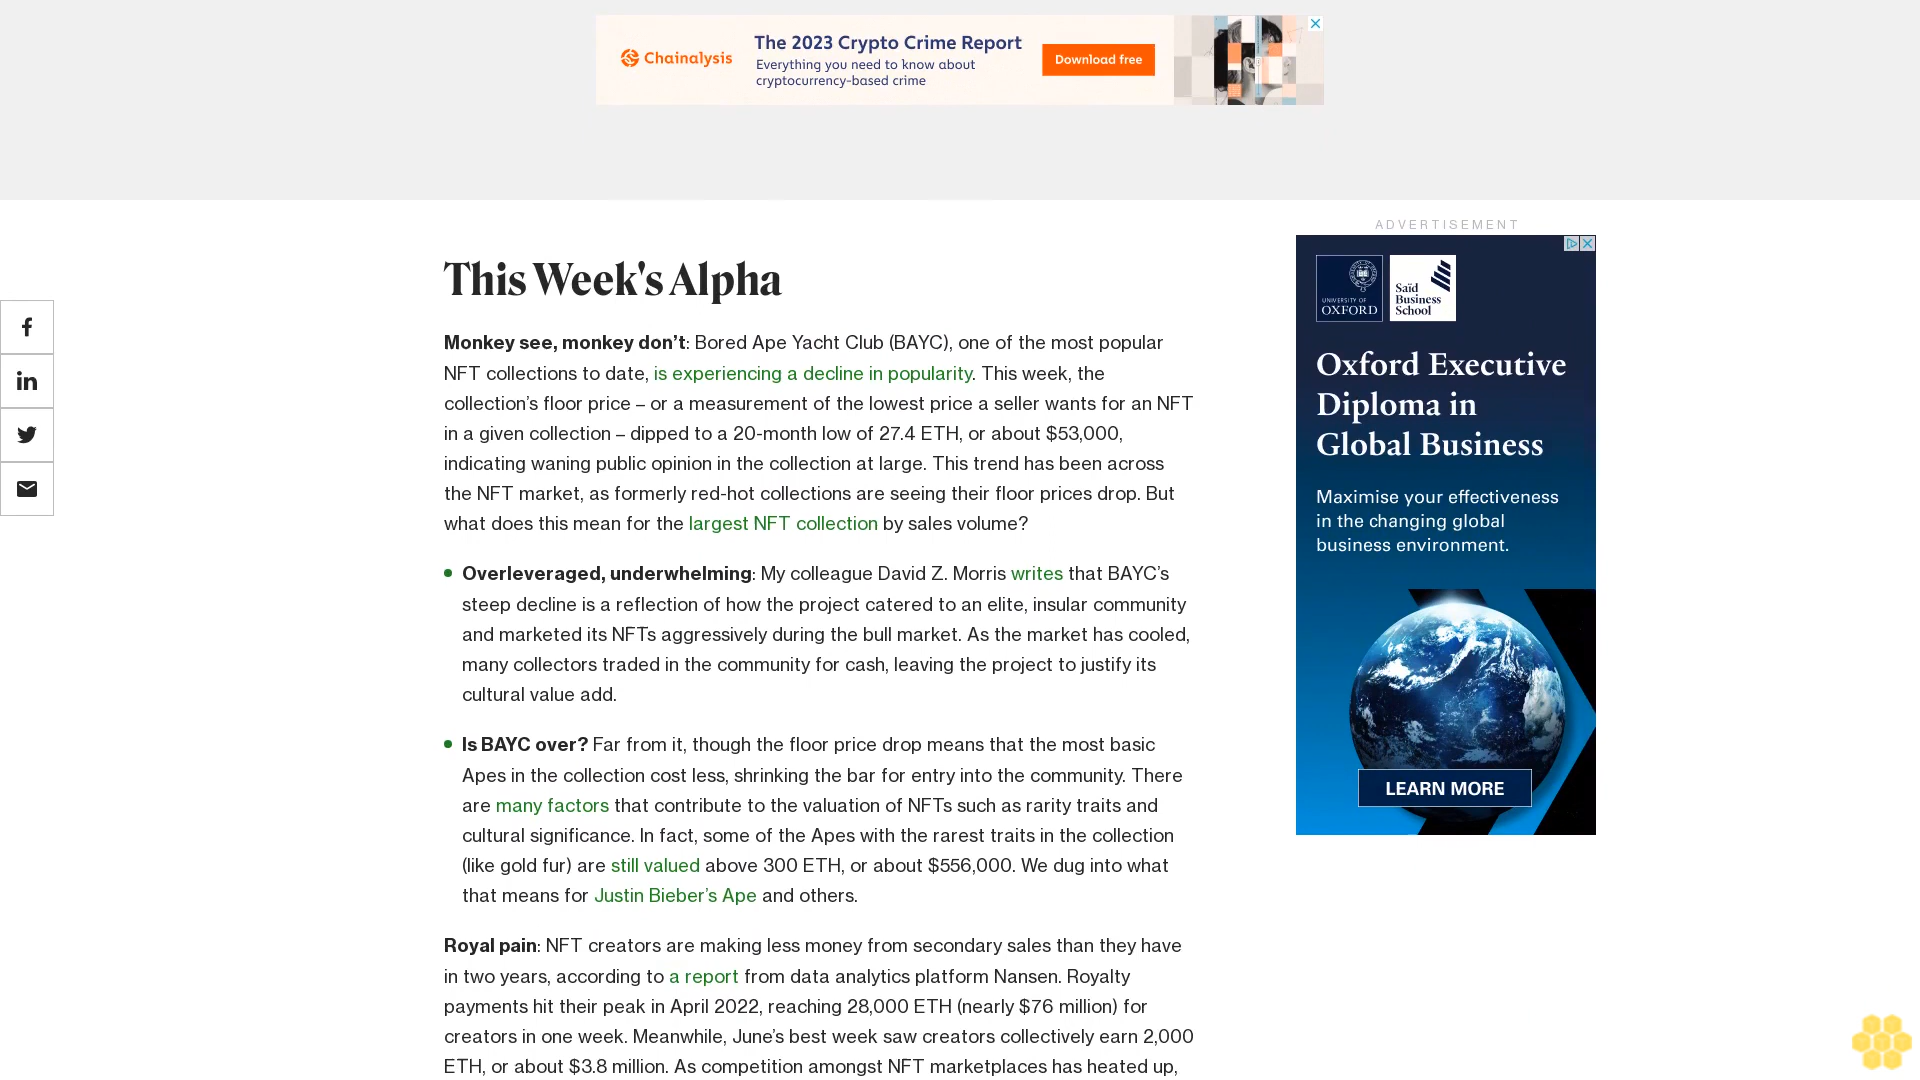 Chainalysis
The 2023 Crypto Crime Report
Everything you need to know about
cryptocurrency-based crime
Download free
ADVERTISEMENT
UNIVERSITY OF
OXFORD
Saïd
Business
School
Oxford Executive
Diploma in
Global Business
Maximise your effectiveness
in the changing global
business environment.
LEARN MORE
This Week's Alpha
Monkey see, monkey don’t: Bored Ape Yacht Club (BAYC), one of the most popular
NFT collections to date, is experiencing a decline in popularity. This week, the
collection’s floor price – or a measurement of the lowest price a seller wants for an NFT
in a given collection – dipped to a 20-month low of 27.4 ETH, or about $53,000,
indicating waning public opinion in the collection at large. This trend has been across
the NFT market, as formerly red-hot collections are seeing their floor prices drop. But
what does this mean for the largest NFT collection by sales volume?
Overleveraged, underwhelming: My colleague David Z. Morris writes that BAYC’s
steep decline is a reflection of how the project catered to an elite, insular community
and marketed its NFTs aggressively during the bull market. As the market has cooled,
many collectors traded in the community for cash, leaving the project to justify its
cultural value add.
Is BAYC over? Far from it, though the floor price drop means that the most basic
Apes in the collection cost less, shrinking the bar for entry into the community. There
are many factors that contribute to the valuation of NFTs such as rarity traits and
cultural significance. In fact, some of the Apes with the rarest traits in the collection
(like gold fur) are still valued above 300 ETH, or about $556,000. We dug into what
that means for Justin Bieber’s Ape and others.
Royal pain: NFT creators are making less money from secondary sales than they have
in two years, according to a report from data analytics platform Nansen. Royalty
payments hit their peak in April 2022, reaching 28,000 ETH (nearly $76 million) for
creators in one week. Meanwhile, June’s best week saw creators collectively earn 2,000
ETH, or about $3.8 million. As competition amongst NFT marketplaces has heated up,